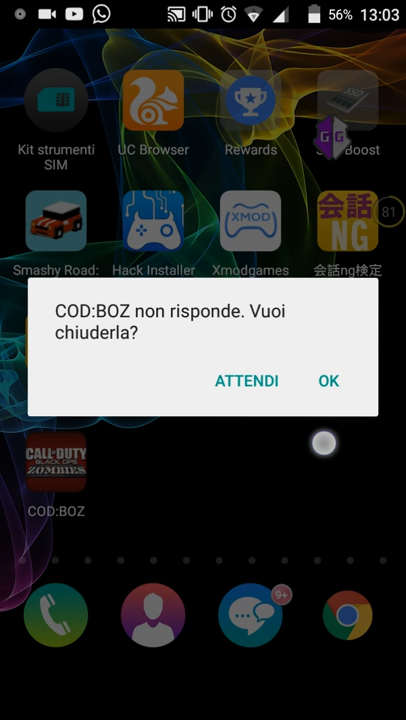 56% 13:03
Kit strumenti
SIM
UC Browser
Rewards
Boost
GG
Smashy Road:
Hack Installer
XMOD
Xmodgames
会話
NG
会話ng検定
81
COD:BOZ non risponde. Vuoi
chiuderla?
ATTENDI OK
CALL OF DUTY
BLACK OPS
ZOMBIES
COD:BOZ
9+